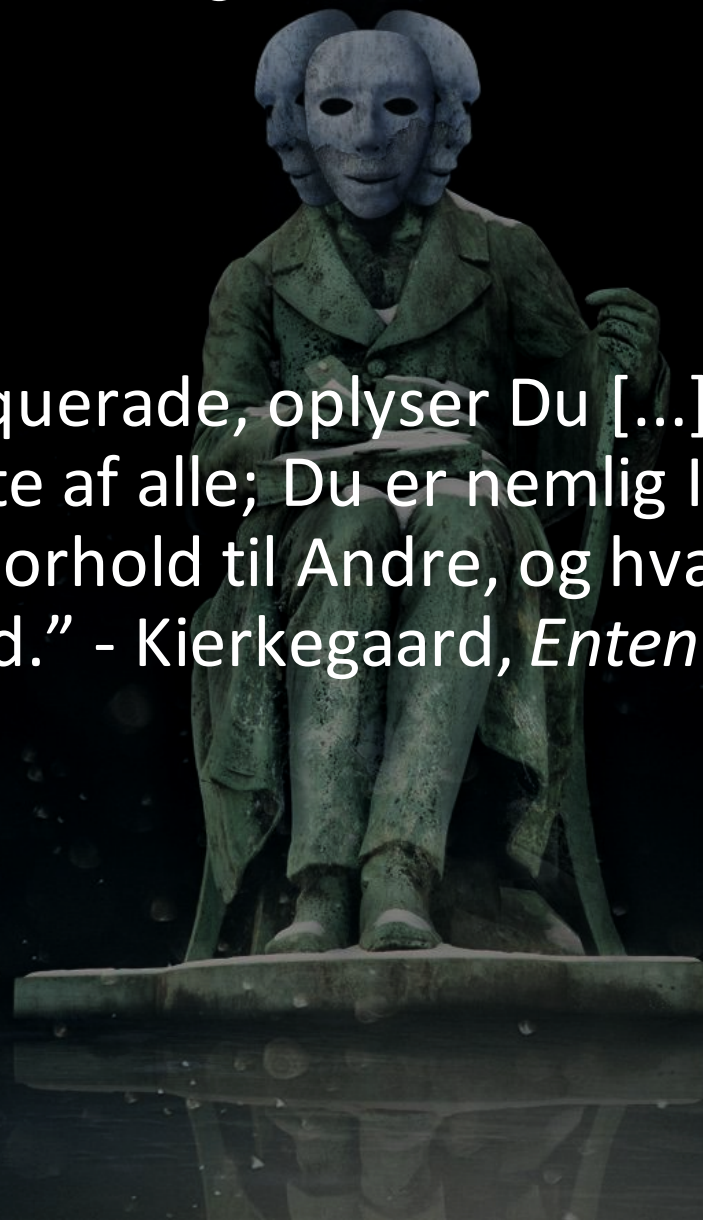 querade, oplyser Du [...]
te af alle; Du er nemlig I
orhold til Andre, og hva
d.” - Kierkegaard, Enten